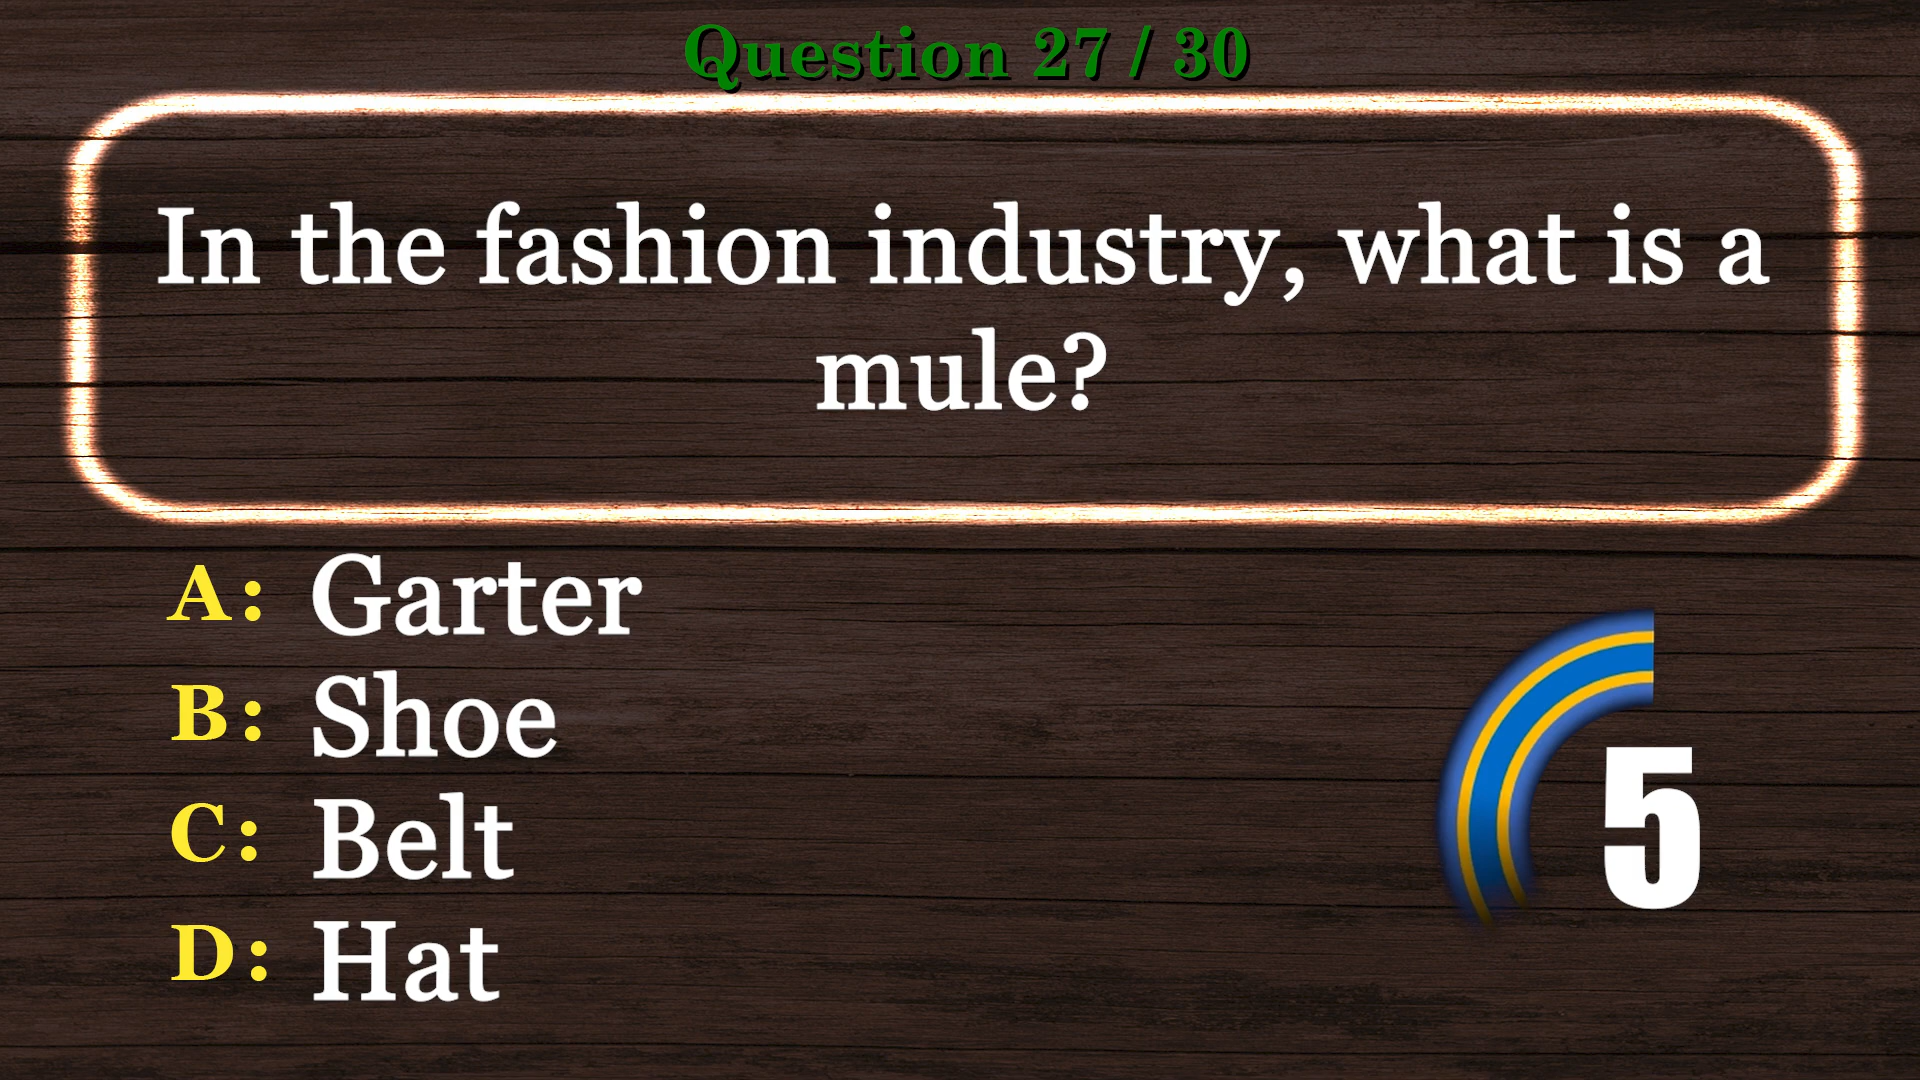 Question 27 / 30
In the fashion industry, what is a
mule?
A: Garter
B: Shoe
C: Belt
D: Hat
5